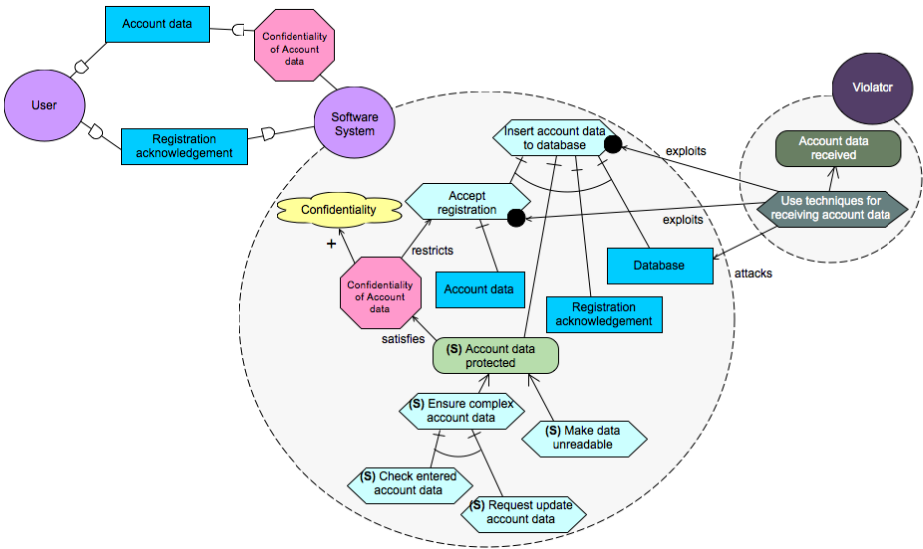 Account data
Confidentiality
of Account
data
User
Registration
acknowledgement
Software
System
Violator
Insert account data
to database
exploits
Account data
received
Accept
registration
Use techniques for
receiving account data
Confidentiality
+
restricts
exploits
Database
attacks
Confidentiality
of Account
data
Account data
Registration
acknowledgement
satisfies
(S) Account data
protected
(S) Ensure complex
account data
(S) Make data
unreadable
(S) Check entered
account data
(S) Request update
account data